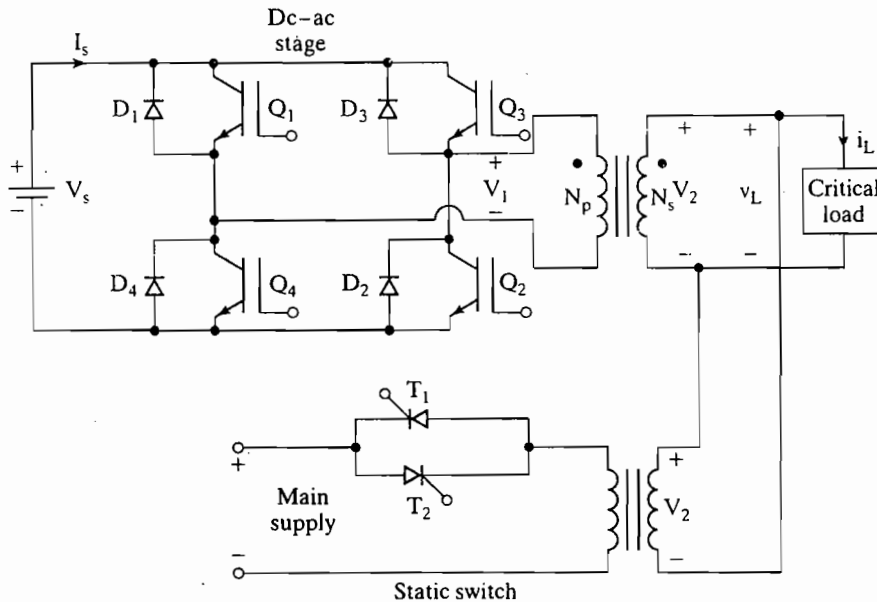 Dc–ac
stage
I_s
D_1
Q_1
D_3
Q_3
+
V_s
−
+
V_1
−
N_p
N_s
+
V_2
−
+
v_L
−
i_L
Critical
load
D_4
Q_4
D_2
Q_2
T_1
+
Main
supply
−
T_2
+
V_2
−
Static switch